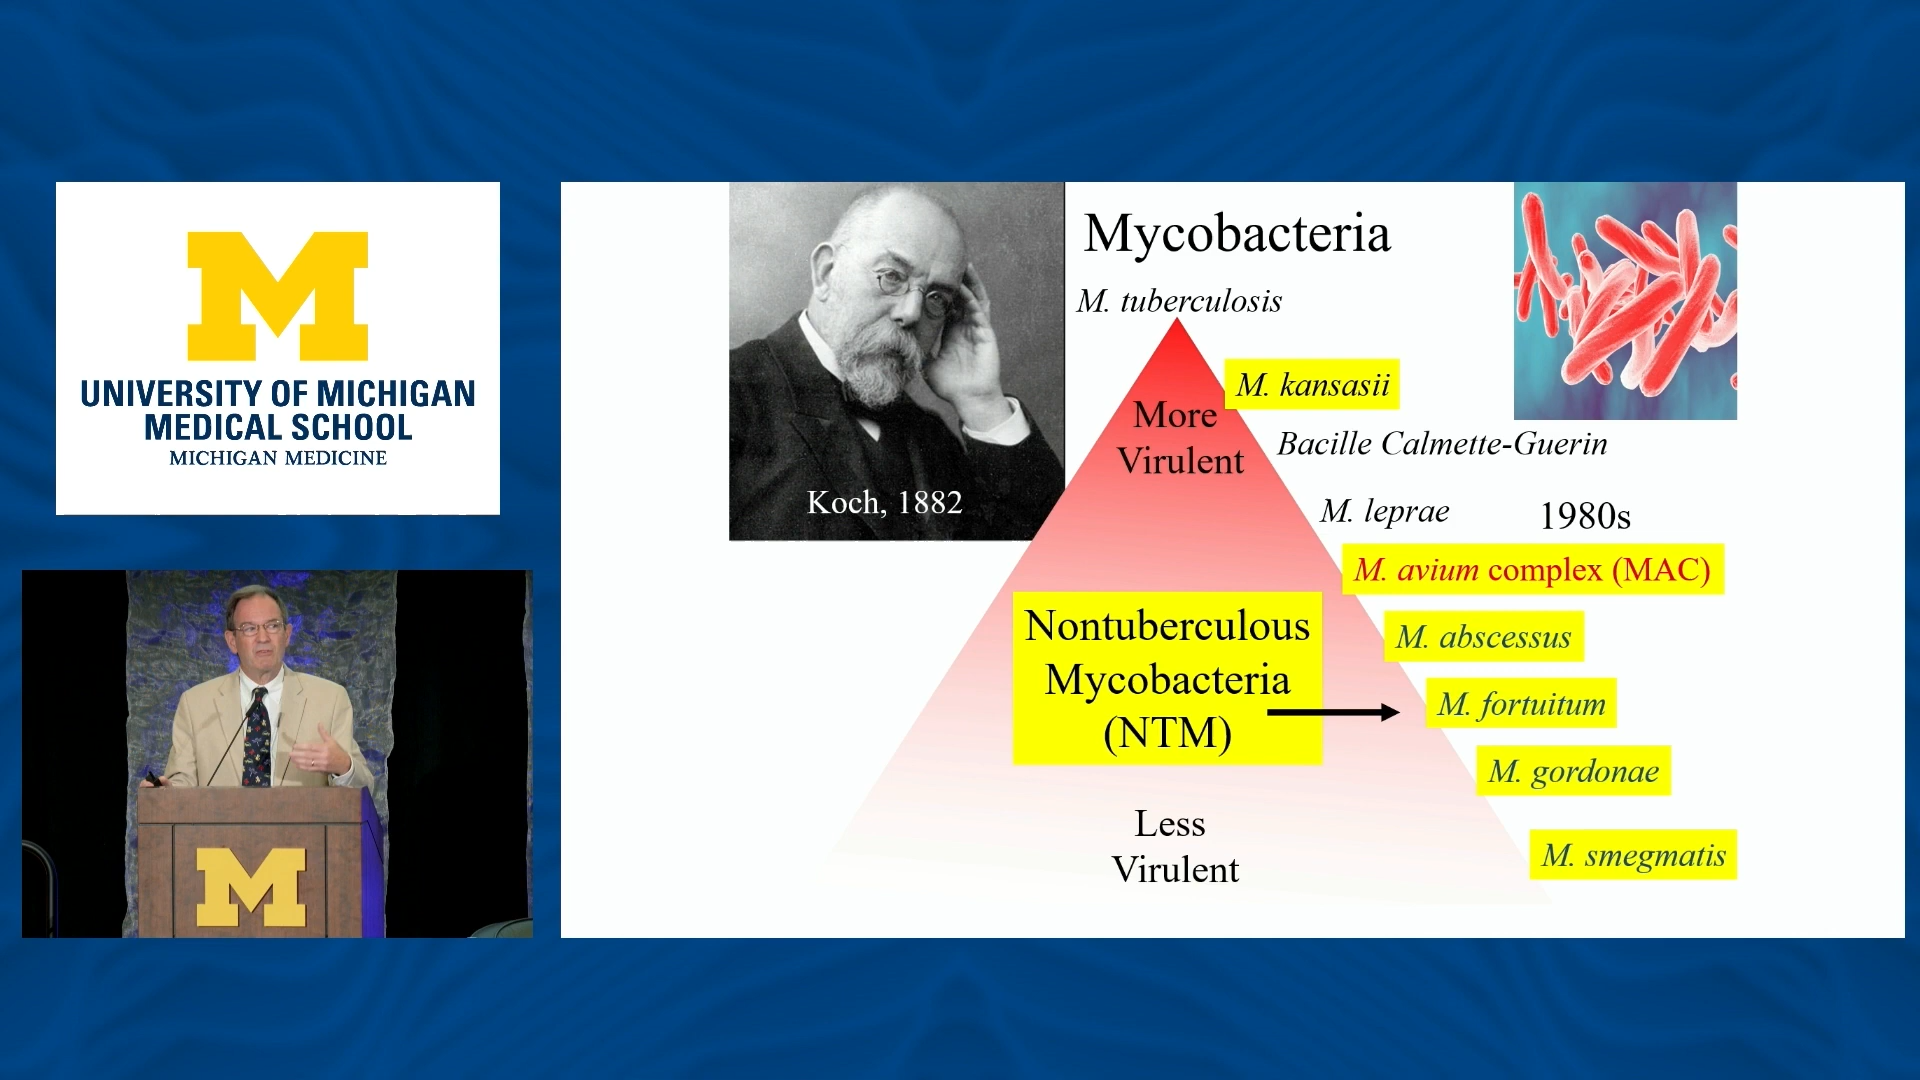 M
UNIVERSITY OF MICHIGAN
MEDICAL SCHOOL
MICHIGAN MEDICINE
M
Koch, 1882
Mycobacteria
M. tuberculosis
M. kansasii
More
Virulent
Bacille Calmette-Guerin
M. leprae
1980s
M. avium complex (MAC)
Nontuberculous
Mycobacteria
(NTM)
M. abscessus
M. fortuitum
M. gordonae
Less
Virulent
M. smegmatis